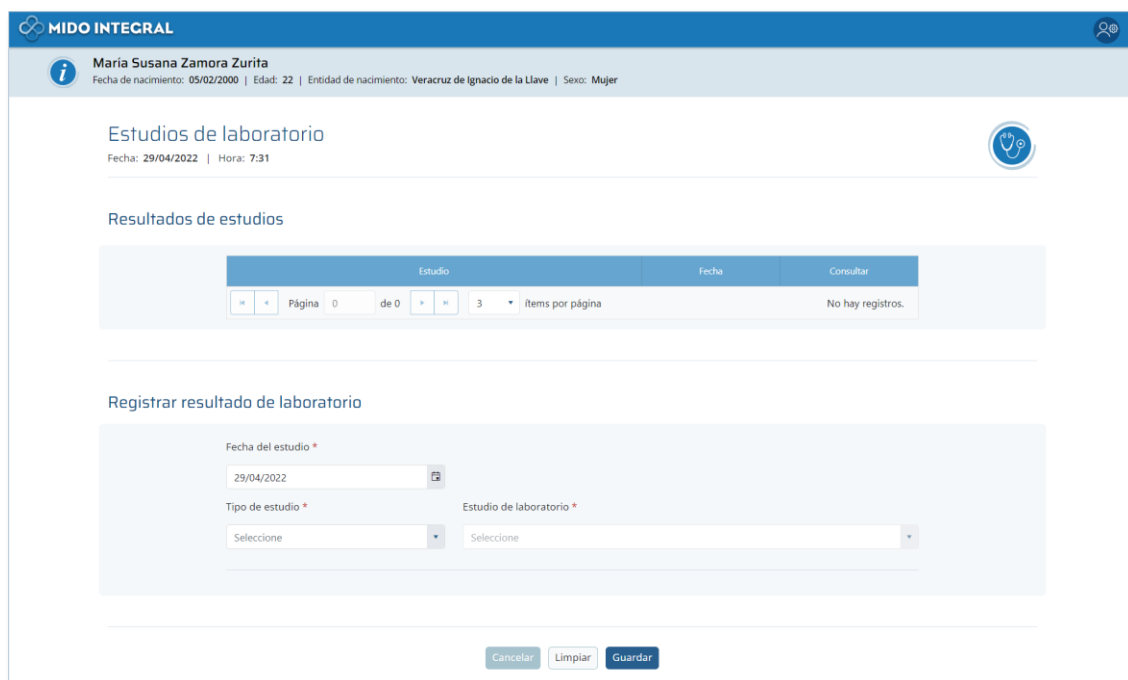 MIDO INTEGRAL
María Susana Zamora Zurita
Fecha de nacimiento: 05/02/2000 | Edad: 22 | Entidad de nacimiento: Veracruz de Ignacio de la Llave | Sexo: Mujer
Estudios de laboratorio
Fecha: 29/04/2022 | Hora: 7:31
Resultados de estudios
Estudio Fecha Consultar
Página 0 de 0 3 ítems por página No hay registros.
Registrar resultado de laboratorio
Fecha del estudio *
29/04/2022
Tipo de estudio * Estudio de laboratorio *
Seleccione Seleccione
Cancelar Limpiar Guardar